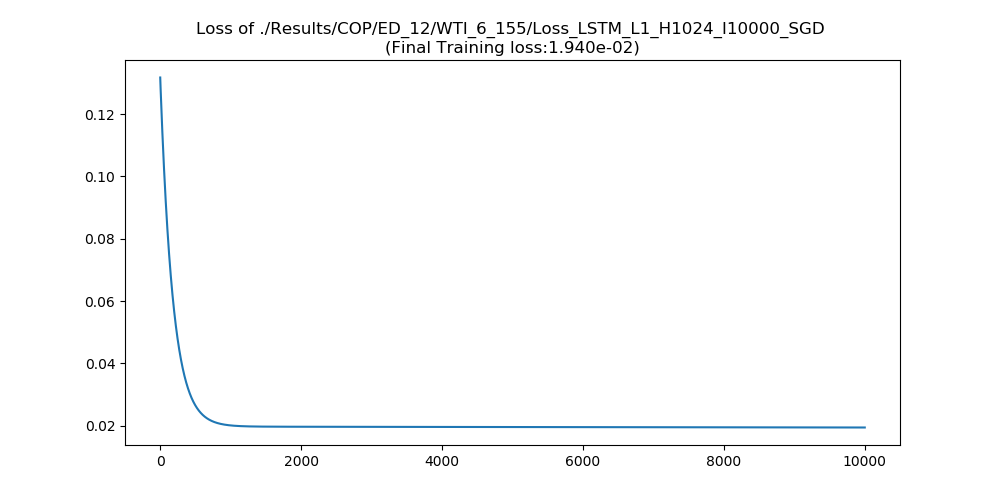 Loss of ./Results/COP/ED_12/WTI_6_155/Loss_LSTM_L1_H1024_I10000_SGD
(Final Training loss:1.940e-02)
0.12
0.10
0.08
0.06
0.04
0.02
0 2000 4000 6000 8000 10000